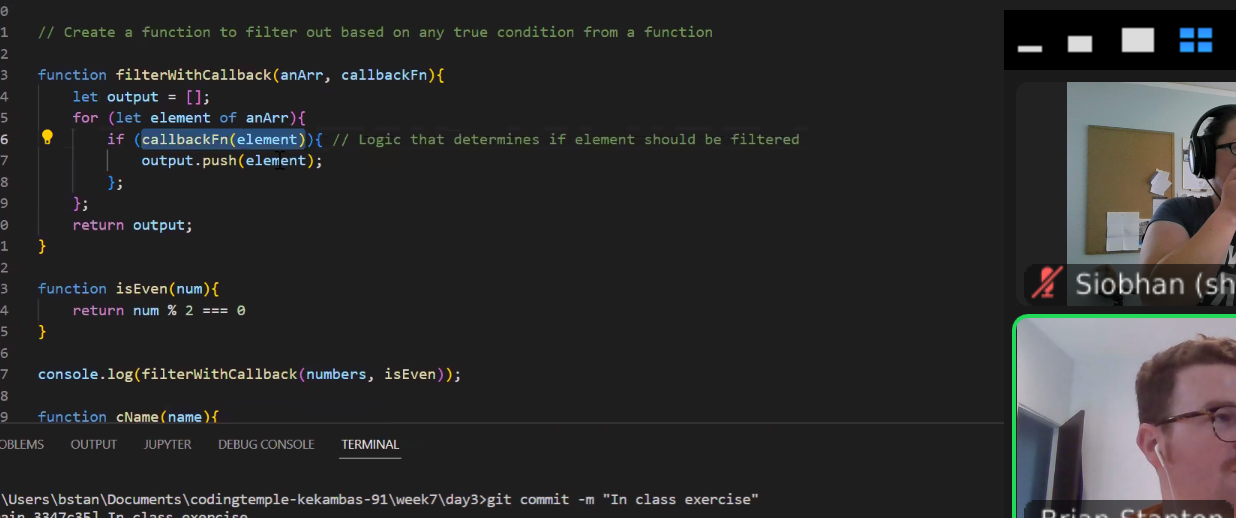 0
1 // Create a function to filter out based on any true condition from a function
2
3 function filterWithCallback(anArr, callbackFn){
4 let output = [];
5 for (let element of anArr){
6 if (callbackFn(element)){ // Logic that determines if element should be filtered
7 output.push(element);
8 };
9 };
0 return output;
1 }
2
3 function isEven(num){
4 return num % 2 === 0
5 }
6
7 console.log(filterWithCallback(numbers, isEven));
8
9 function cName(name){
OBLEMS OUTPUT JUPYTER DEBUG CONSOLE TERMINAL
\Users\bstan\Documents\codingtemple-kekambas-91\week7\day3>git commit -m "In class exercise"
ain 3347c35] In class exercise
Siobhan (sh
Brian Stanton